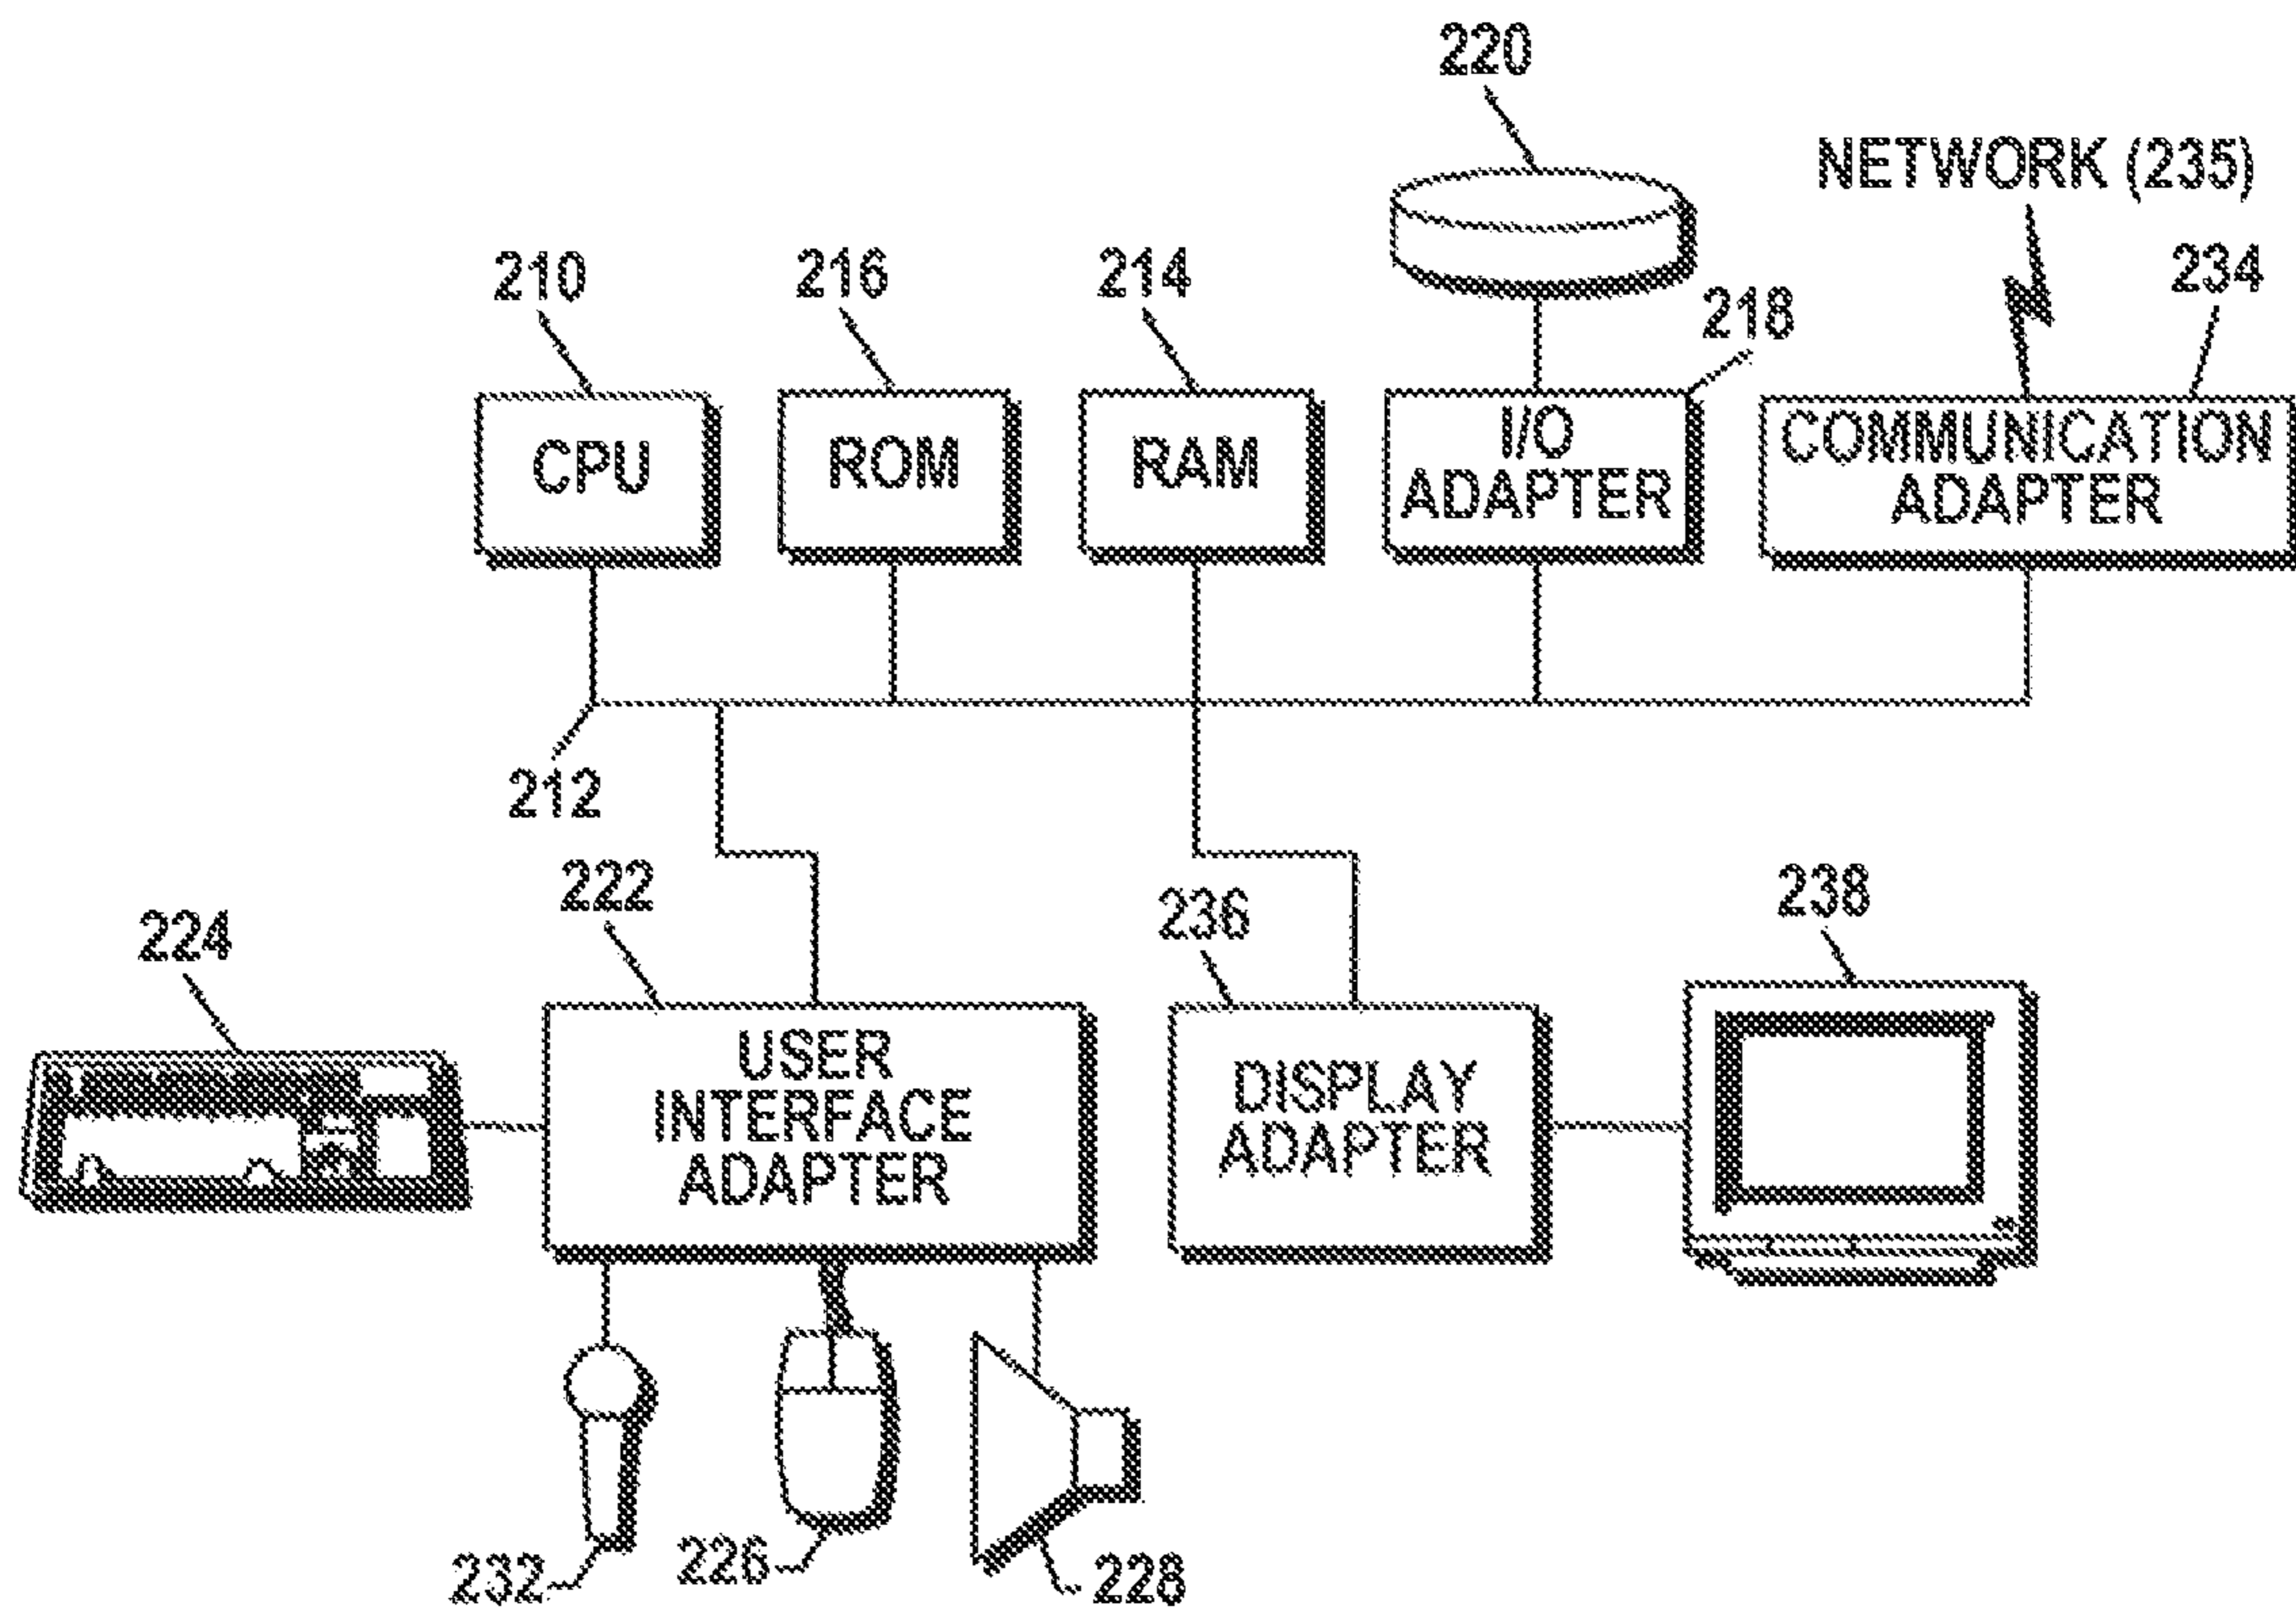 220
NETWORK (235)
210
216
214
218
234
CPU
ROM
RAM
I/O
ADAPTER
COMMUNICATION
ADAPTER
212
222
236
238
224
USER
INTERFACE
ADAPTER
DISPLAY
ADAPTER
232
226
228